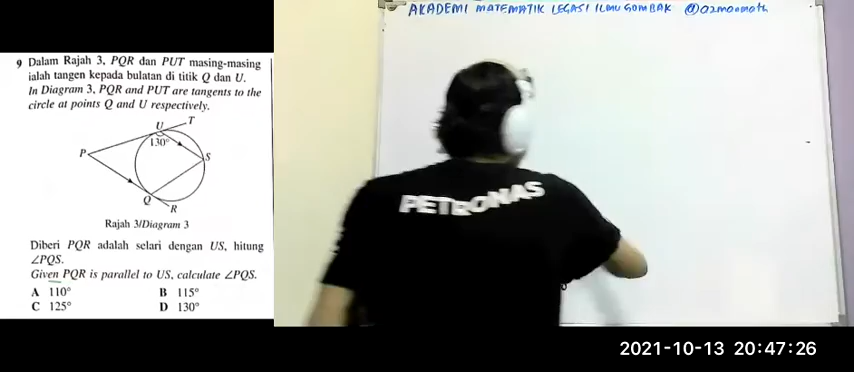 AKADEMI MATEMATIK LEGASI ILMU GOMBAK @azmanmath
9 Dalam Rajah 3, PQR dan PUT masing-masing
ialah tangen kepada bulatan di titik Q dan U.
In Diagram 3, PQR and PUT are tangents to the
circle at points Q and U respectively.
U T
130°
P S
Q
R
Rajah 3/Diagram 3
Diberi PQR adalah selari dengan US, hitung
∠PQS.
Given PQR is parallel to US, calculate ∠PQS.
A 110° B 115°
C 125° D 130°
PETRONAS
2021-10-13 20:47:26